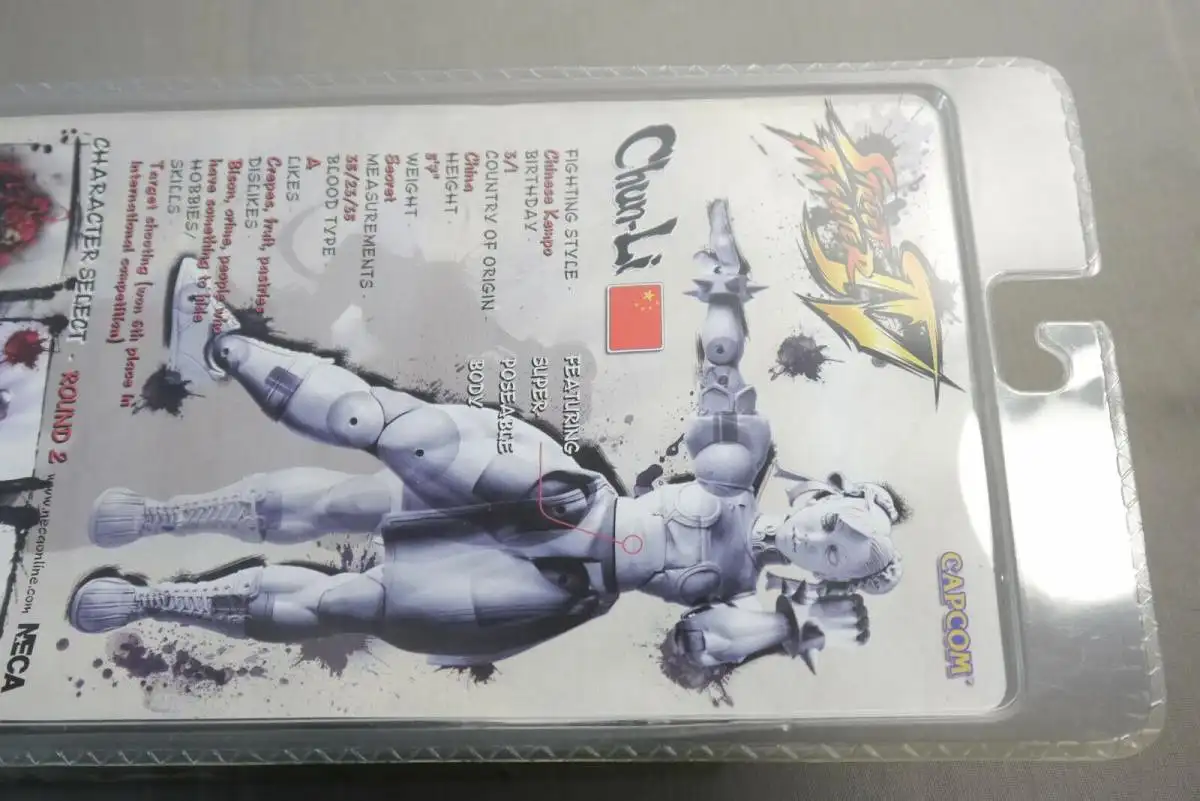 STREET
FIGHTER
IV
CAPCOM
Chun-Li
FIGHTING STYLE ·
Chinese Kempo
BIRTHDAY ·
3/1
COUNTRY OF ORIGIN
China
HEIGHT ·
5'7"
WEIGHT
Secret
MEASUREMENTS ·
35/23/35
BLOOD TYPE
A
LIKES ·
Crepes, fruit, pastries
DISLIKES ·
Bison, crime, people who
have something to hide
HOBBIES/
SKILLS
Target shooting (won 6th place in
international competition)
FEATURING
SUPER
POSEABLE
BODY
CHARACTER SELECT · ROUND 2
www.necaonline.com NECA